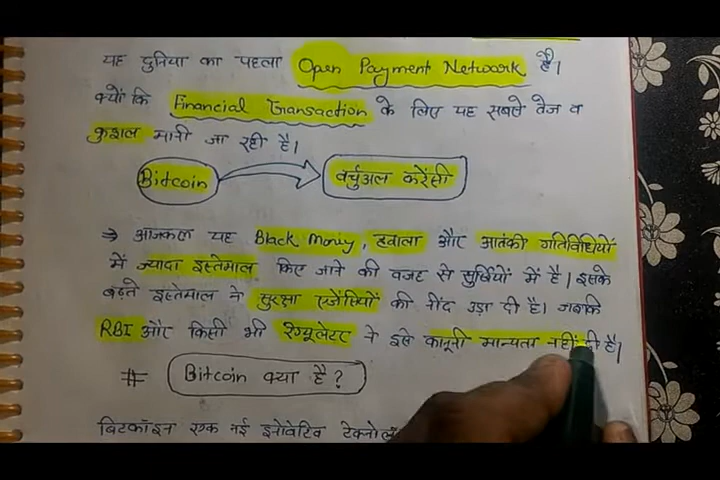 यह दुनिया का पहला Open Payment Network है।
क्यों कि Financial Transaction के लिए यह सबसे तेज व
कुशल मानी जा रही है।
Bitcoin → वर्चुअल करेंसी
⇒ आजकल यह Black Money, हवाला और आतंकी गतिविधियों
में ज्यादा इस्तेमाल किए जाने की वजह से सुर्खियों में है। इसके
बढ़ते इस्तेमाल ने सुरक्षा एजेंसियों की नींद उड़ा दी है। जबकि
RBI और किसी भी रेग्यूलेटर ने इसे कानूनी मान्यता नहीं दी है।
# Bitcoin क्या है?
बिटकॉइन एक नई इनोवेटिव